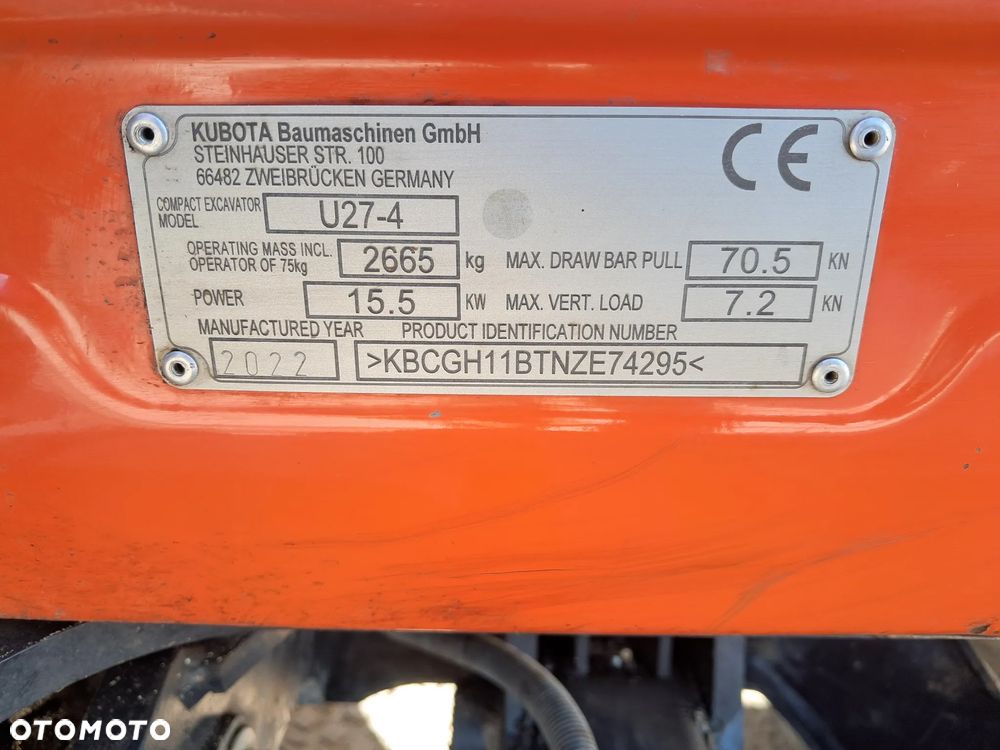 KUBOTA Baumaschinen GmbH
STEINHAUSER STR. 100
66482 ZWEIBRÜCKEN GERMANY
CE
COMPACT EXCAVATOR MODEL U27-4
OPERATING MASS INCL. OPERATOR OF 75kg 2665 kg MAX. DRAW BAR PULL 70.5 KN
POWER 15.5 KW MAX. VERT. LOAD 7.2 KN
MANUFACTURED YEAR PRODUCT IDENTIFICATION NUMBER
2022 >KBCGH11BTNZE74295<
OTOMOTO